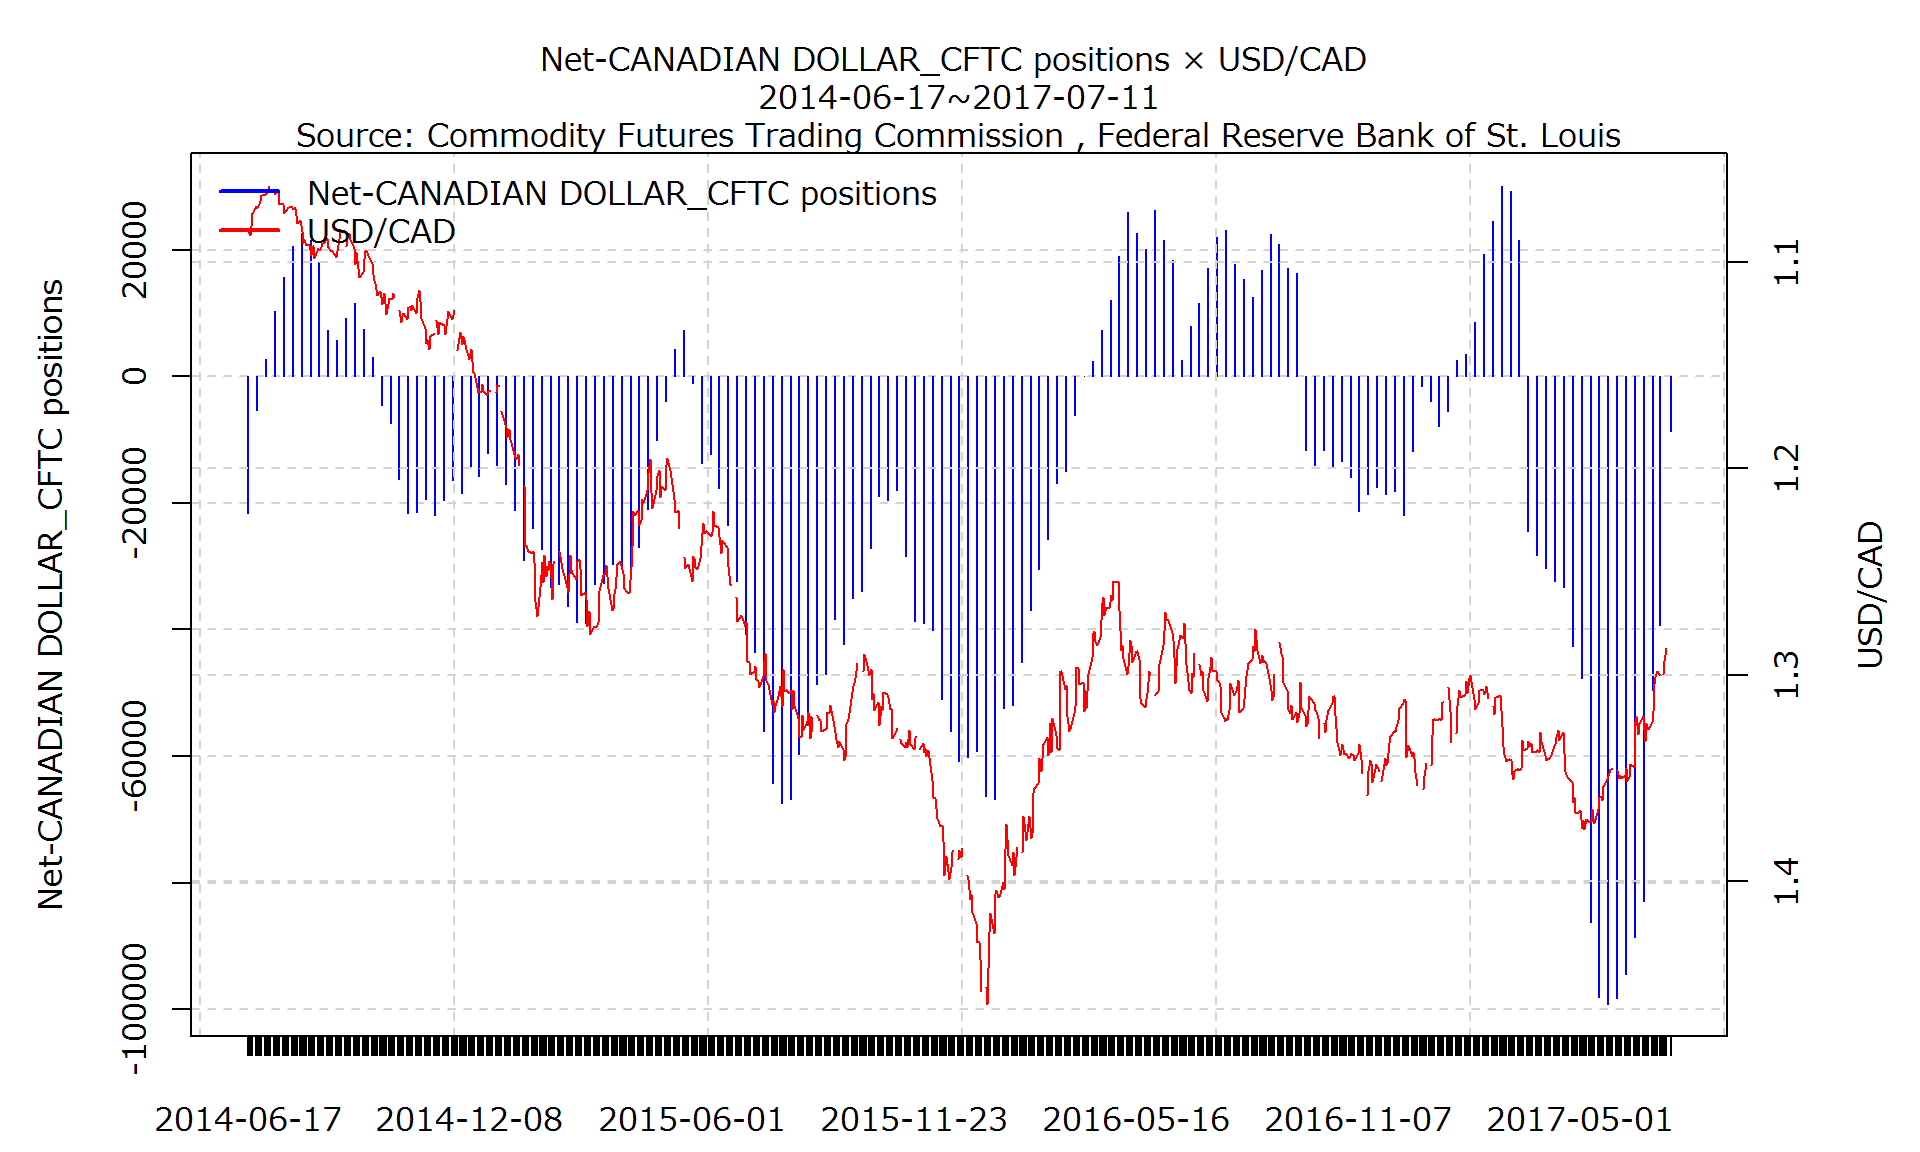 Net-CANADIAN DOLLAR_CFTC positions × USD/CAD
2014-06-17~2017-07-11
Source: Commodity Futures Trading Commission , Federal Reserve Bank of St. Louis
Net-CANADIAN DOLLAR_CFTC positions
USD/CAD
Net-CANADIAN DOLLAR_CFTC positions
20000
0
-20000
-60000
-100000
1.1
1.2
1.3
1.4
USD/CAD
2014-06-17 2014-12-08 2015-06-01 2015-11-23 2016-05-16 2016-11-07 2017-05-01